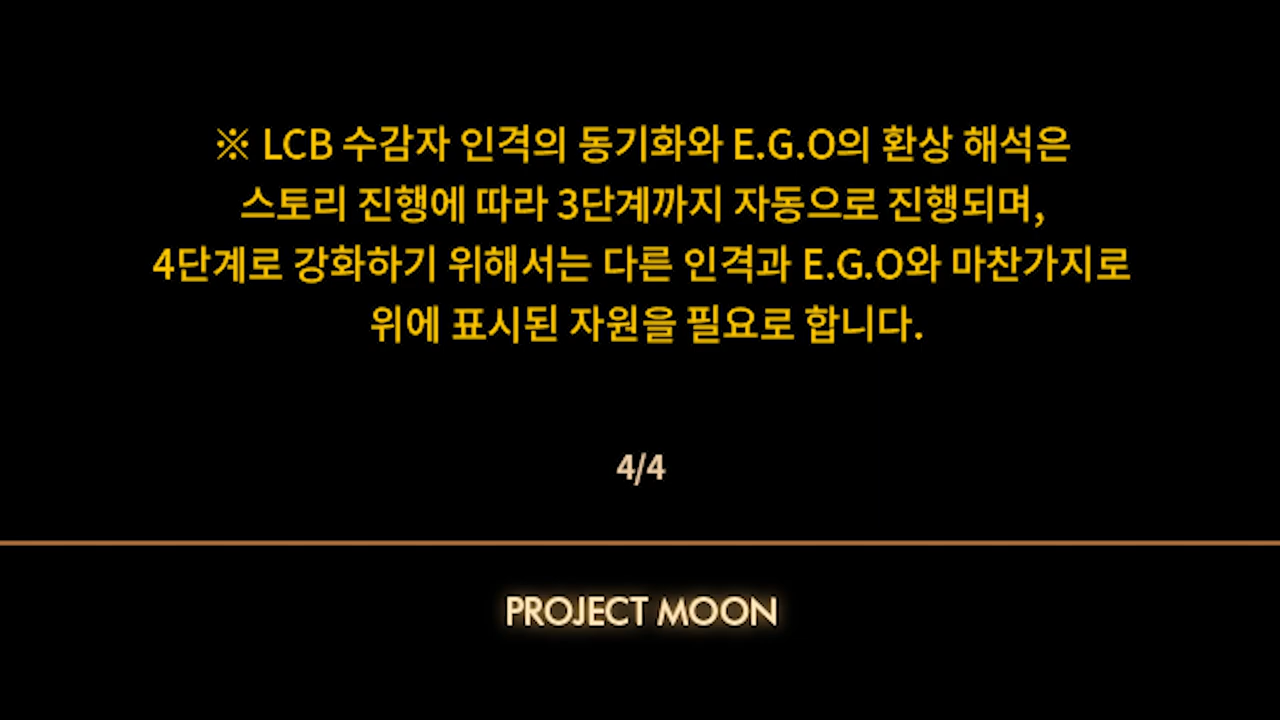 ※ LCB 수감자 인격의 동기화와 E.G.O의 환상 해석은
스토리 진행에 따라 3단계까지 자동으로 진행되며,
4단계로 강화하기 위해서는 다른 인격과 E.G.O와 마찬가지로
위에 표시된 자원을 필요로 합니다.
4/4
PROJECT MOON